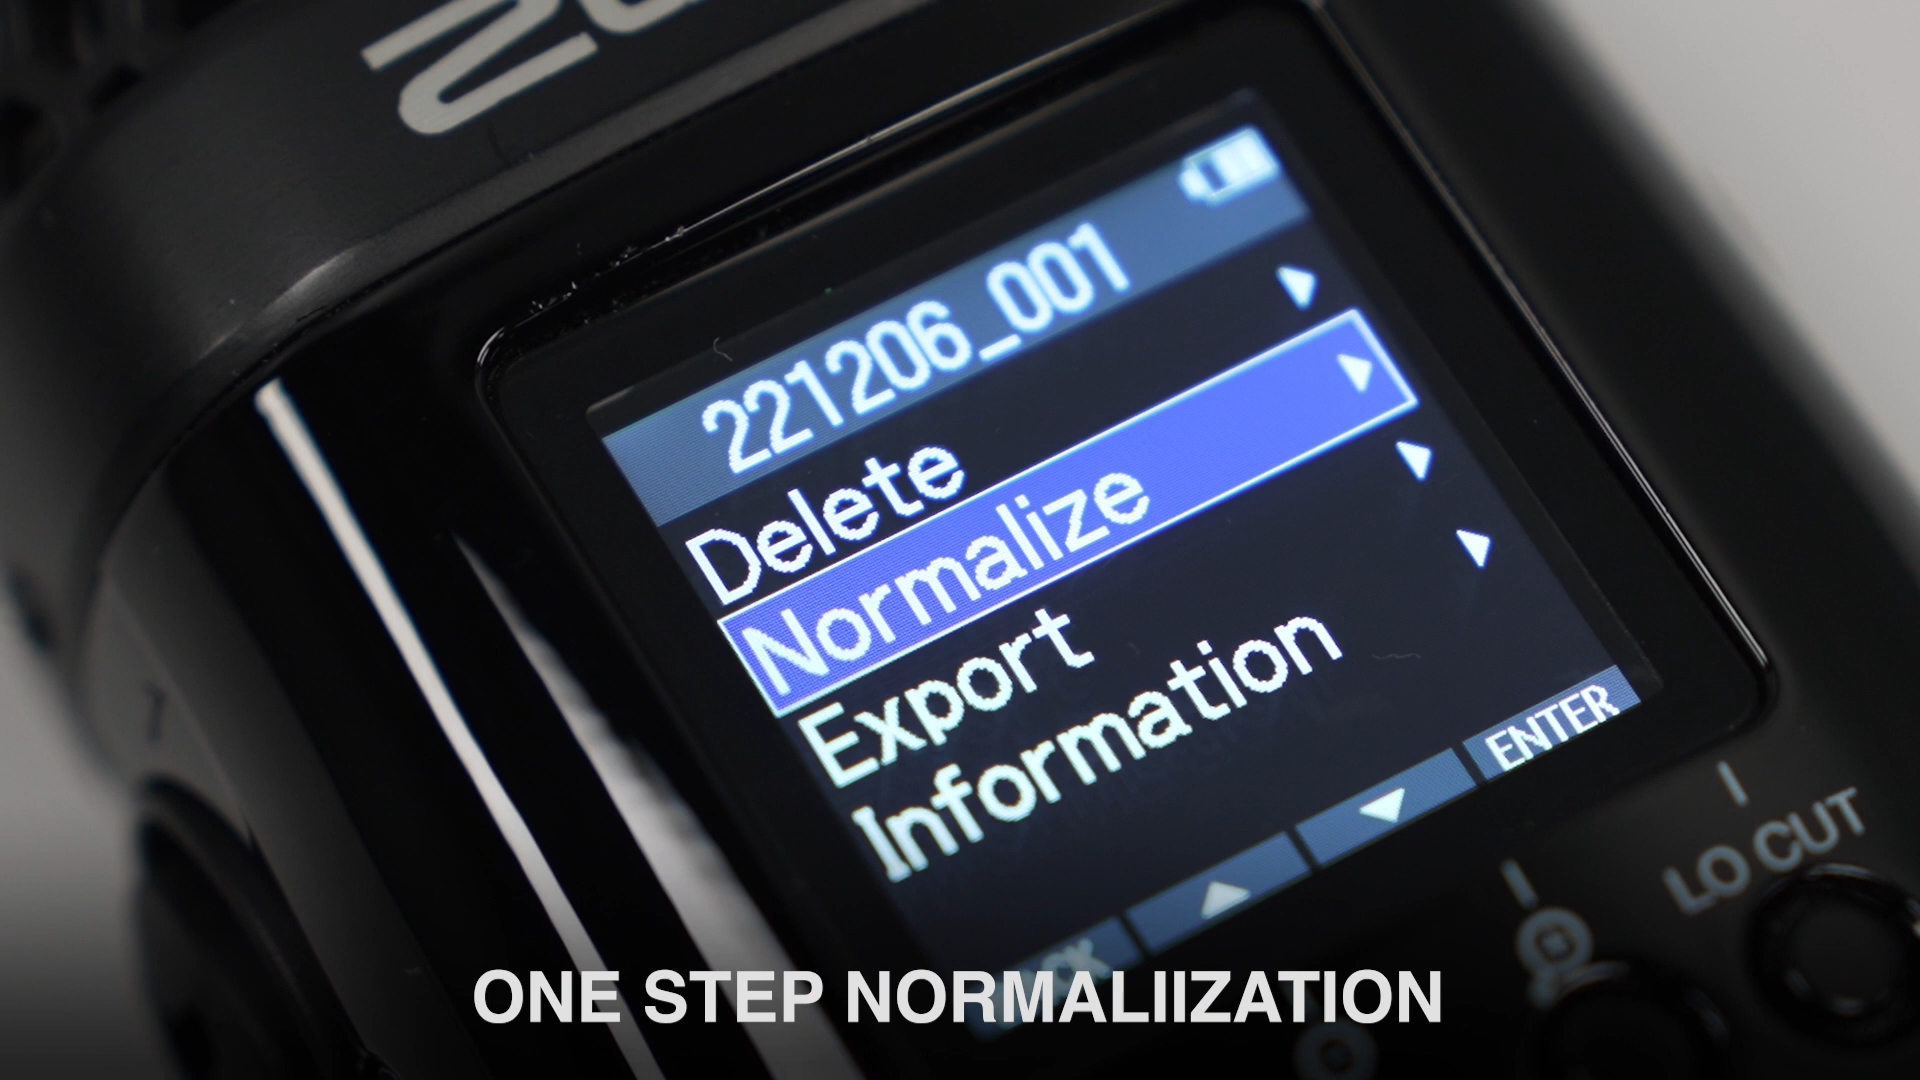 221206_001
Delete
Normalize
Export
Information
ENTER
LO CUT
ONE STEP NORMALIIZATION